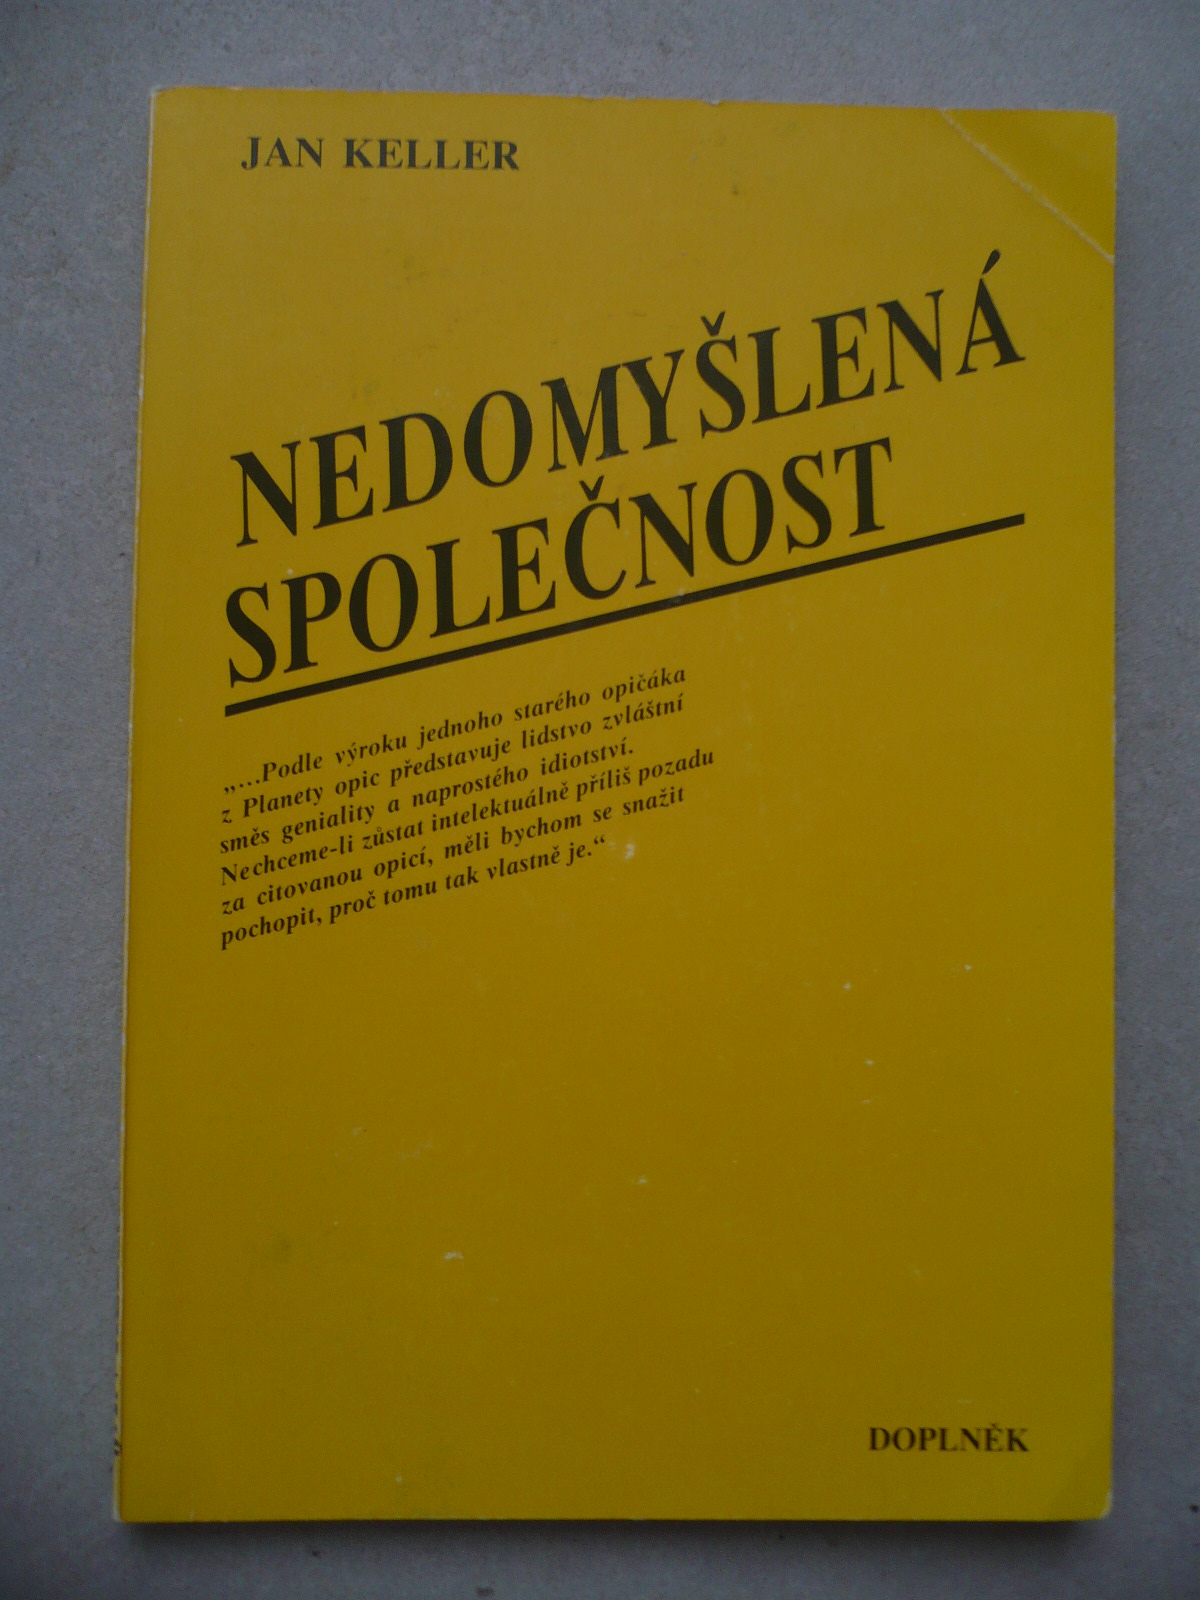 JAN KELLER
NEDOMYŠLENÁ
SPOLEČNOST
„...Podle výroku jednoho starého opičáka
z Planety opic představuje lidstvo zvláštní
směs geniality a naprostého idiotství.
Nechceme-li zůstat intelektuálně příliš pozadu
za citovanou opicí, měli bychom se snažit
pochopit, proč tomu tak vlastně je.“
DOPLNĚK